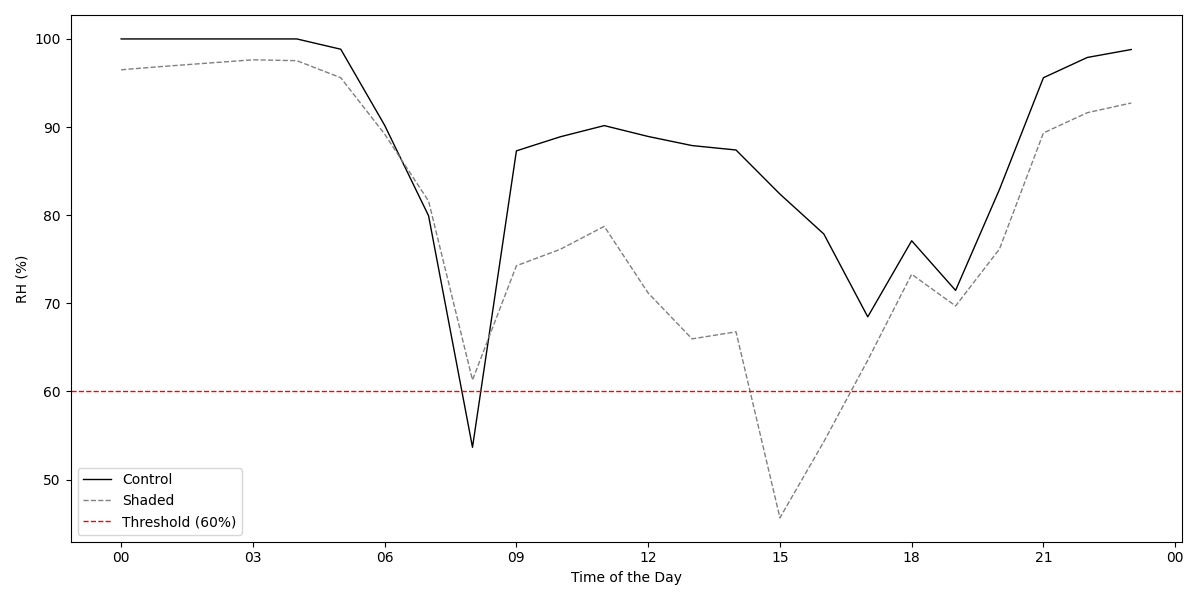 100
90
80
70
60
50
RH (%)
Control
Shaded
Threshold (60%)
00 03 06 09 12 15 18 21 00
Time of the Day